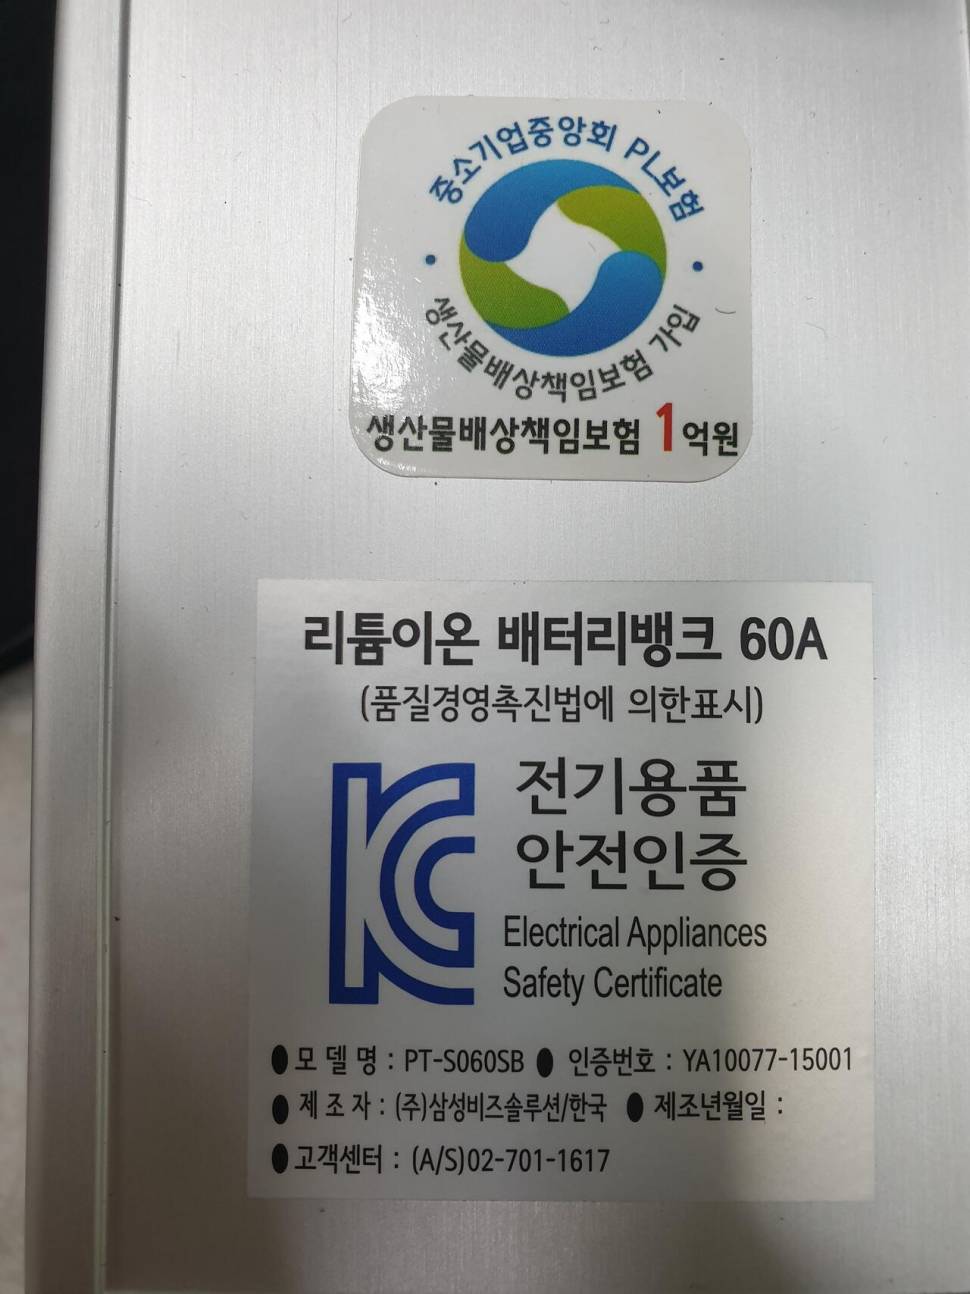 중소기업중앙회 PL보험
생산물배상책임보험 가입
생산물배상책임보험 1억원
리튬이온 배터리뱅크 60A
(품질경영촉진법에 의한표시)
전기용품
안전인증
Electrical Appliances
Safety Certificate
●모 델 명 : PT-S060SB ● 인증번호 : YA10077-15001
● 제 조 자 : (주)삼성비즈솔루션/한국 ● 제조년월일 :
●고객센터 : (A/S)02-701-1617